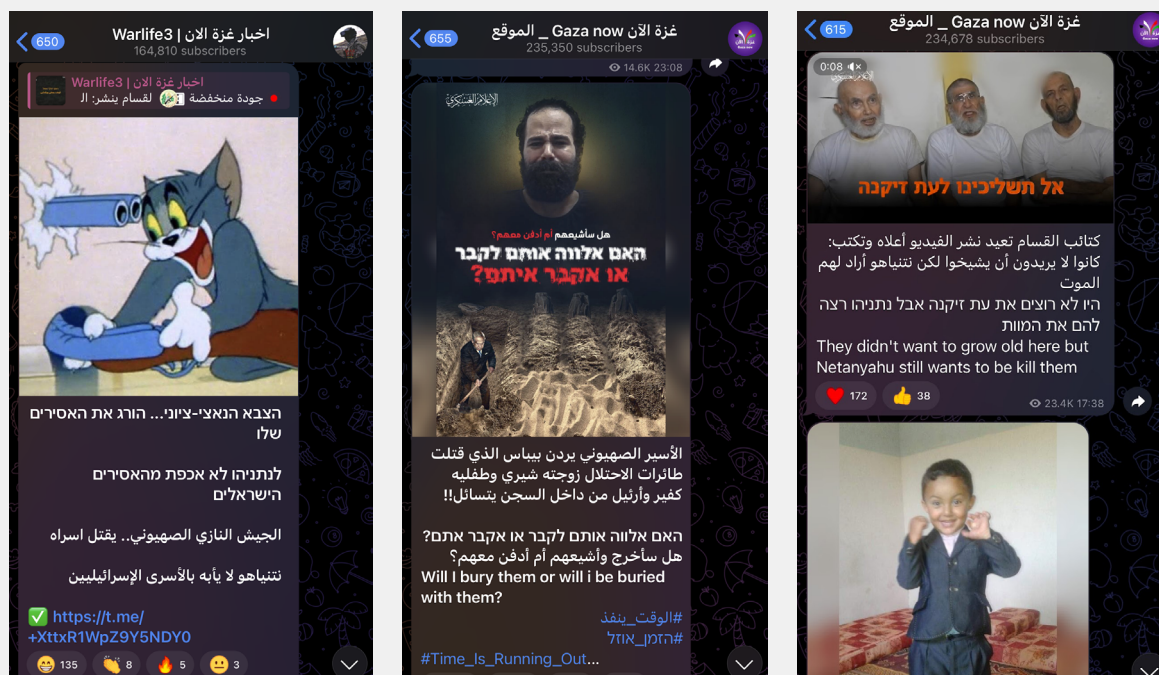 650
اخبار غزة الان | Warlife3
164,810 subscribers
اخبار غزة الان | Warlife3
جودة منخفضة لقسام ينشر: ال
הצבא הנאצי-ציוני... הורג את האסירים
שלו
לנתניהו לא אכפת מהאסירים
הישראלים
الجيش النازي الصهيوني.. يقتل اسراه
نتنياهو لا يأبه بالأسرى الإسرائيليين
✅ https://t.me/
+XttxR1WpZ9Y5NDY0
😁 135 👏 8 🔥 5 😐 3
655
غزة الآن Gaza now _ الموقع
235,350 subscribers
14.6K 23:08
الإعلام العسكري
هل سأشيعهم أم أدفن معهم؟
האם אלווה אותם לקבר
או אקבר איתם?
الأسير الصهيوني يردن بيباس الذي قتلت
طائرات الاحتلال زوجته شيري وطفليه
كفير وأرئيل من داخل السجن يتسائل!!
האם אלווה אותם לקבר או אקבר אתם?
هل سأخرج وأشيعهم أم أدفن معهم؟
Will I bury them or will i be buried
with them?
#الوقت_ينفذ
#הזמן_אוזל
#Time_Is_Running_Out...
615
غزة الآن Gaza now _ الموقع
234,678 subscribers
0:08
אל תשליכינו לעת זיקנה
كتائب القسام تعيد نشر الفيديو أعلاه وتكتب:
كانوا لا يريدون أن يشيخوا لكن نتنياهو أراد لهم
الموت
היו לא רוצים את עת זיקנה אבל נתניהו רצה
להם את המוות
They didn't want to grow old here but
Netanyahu still wants to be kill them
❤️ 172 👍 38
23.4K 17:38